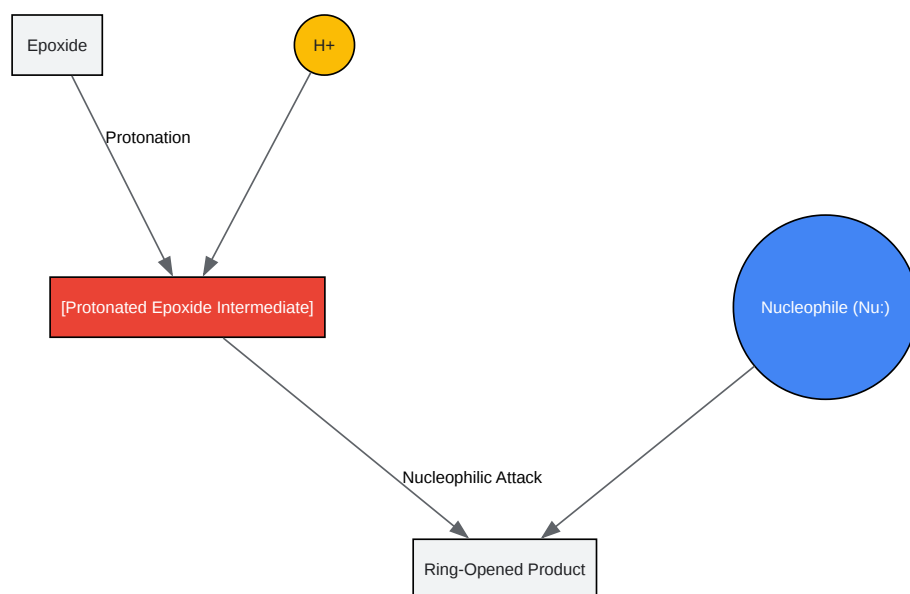 Epoxide
H+
Protonation
[Protonated Epoxide Intermediate]
Nucleophile (Nu:)
Nucleophilic Attack
Ring-Opened Product